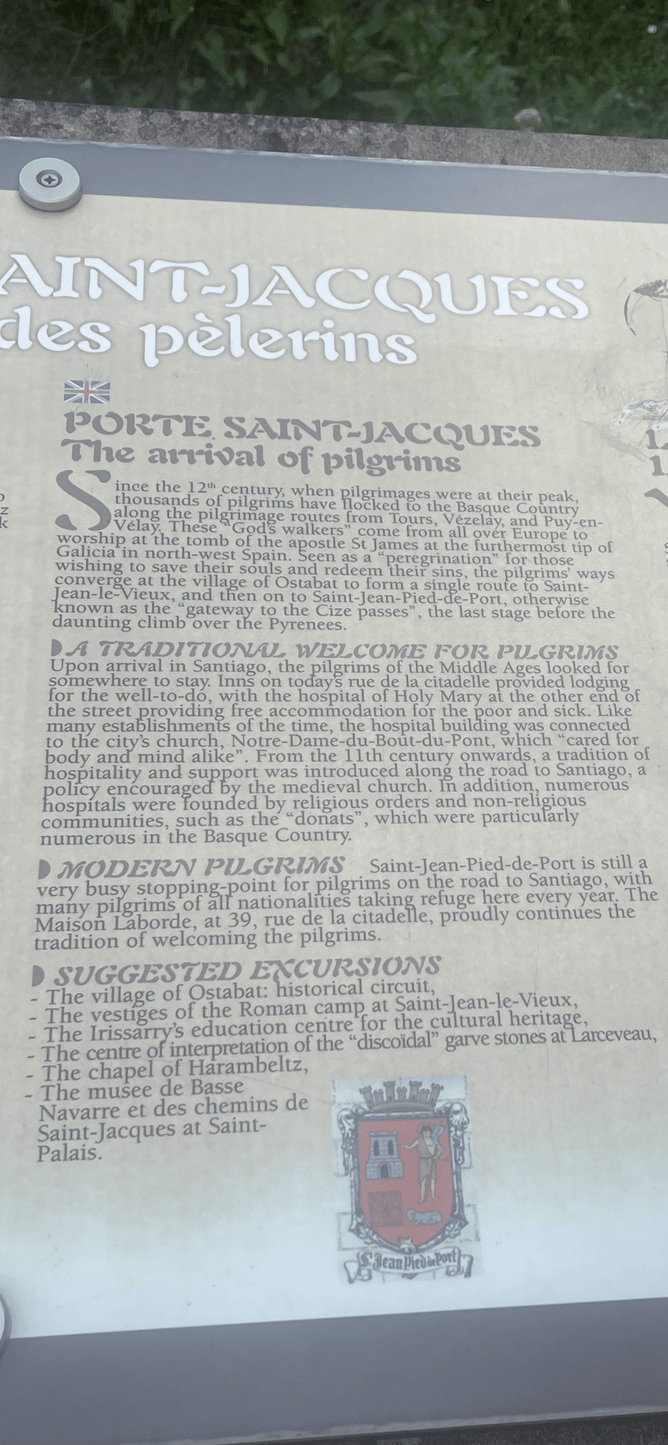 AINT-JACQUES
des pèlerins
PORTE SAINT-JACQUES
The arrival of pilgrims
Since the 12th century, when pilgrimages were at their peak,
thousands of pilgrims have flocked to the Basque Country
along the pilgrimage routes from Tours, Vézelay, and Puy-en-
Vélay. These "God's walkers" come from all over Europe to
worship at the tomb of the apostle St James at the furthermost tip of
Galicia in north-west Spain. Seen as a "peregrination" for those
wishing to save their souls and redeem their sins, the pilgrims' ways
converge at the village of Ostabat to form a single route to Saint-
Jean-le-Vieux, and then on to Saint-Jean-Pied-de-Port, otherwise
known as the "gateway to the Cize passes", the last stage before the
daunting climb over the Pyrenees.
A TRADITIONAL WELCOME FOR PILGRIMS
Upon arrival in Santiago, the pilgrims of the Middle Ages looked for
somewhere to stay. Inns on today's rue de la citadelle provided lodging
for the well-to-do, with the hospital of Holy Mary at the other end of
the street providing free accommodation for the poor and sick. Like
many establishments of the time, the hospital building was connected
to the city's church, Notre-Dame-du-Bout-du-Pont, which "cared for
body and mind alike". From the 11th century onwards, a tradition of
hospitality and support was introduced along the road to Santiago, a
policy encouraged by the medieval church. In addition, numerous
hospitals were founded by religious orders and non-religious
communities, such as the "donats", which were particularly
numerous in the Basque Country.
MODERN PILGRIMS Saint-Jean-Pied-de-Port is still a
very busy stopping-point for pilgrims on the road to Santiago, with
many pilgrims of all nationalities taking refuge here every year. The
Maison Laborde, at 39, rue de la citadelle, proudly continues the
tradition of welcoming the pilgrims.
SUGGESTED EXCURSIONS
- The village of Ostabat: historical circuit,
- The vestiges of the Roman camp at Saint-Jean-le-Vieux,
- The Irissarry's education centre for the cultural heritage,
- The centre of interpretation of the "discoïdal" garve stones at Larceveau,
- The chapel of Harambeltz,
- The musee de Basse
Navarre et des chemins de
Saint-Jacques at Saint-
Palais.
St Jean Pied de Port